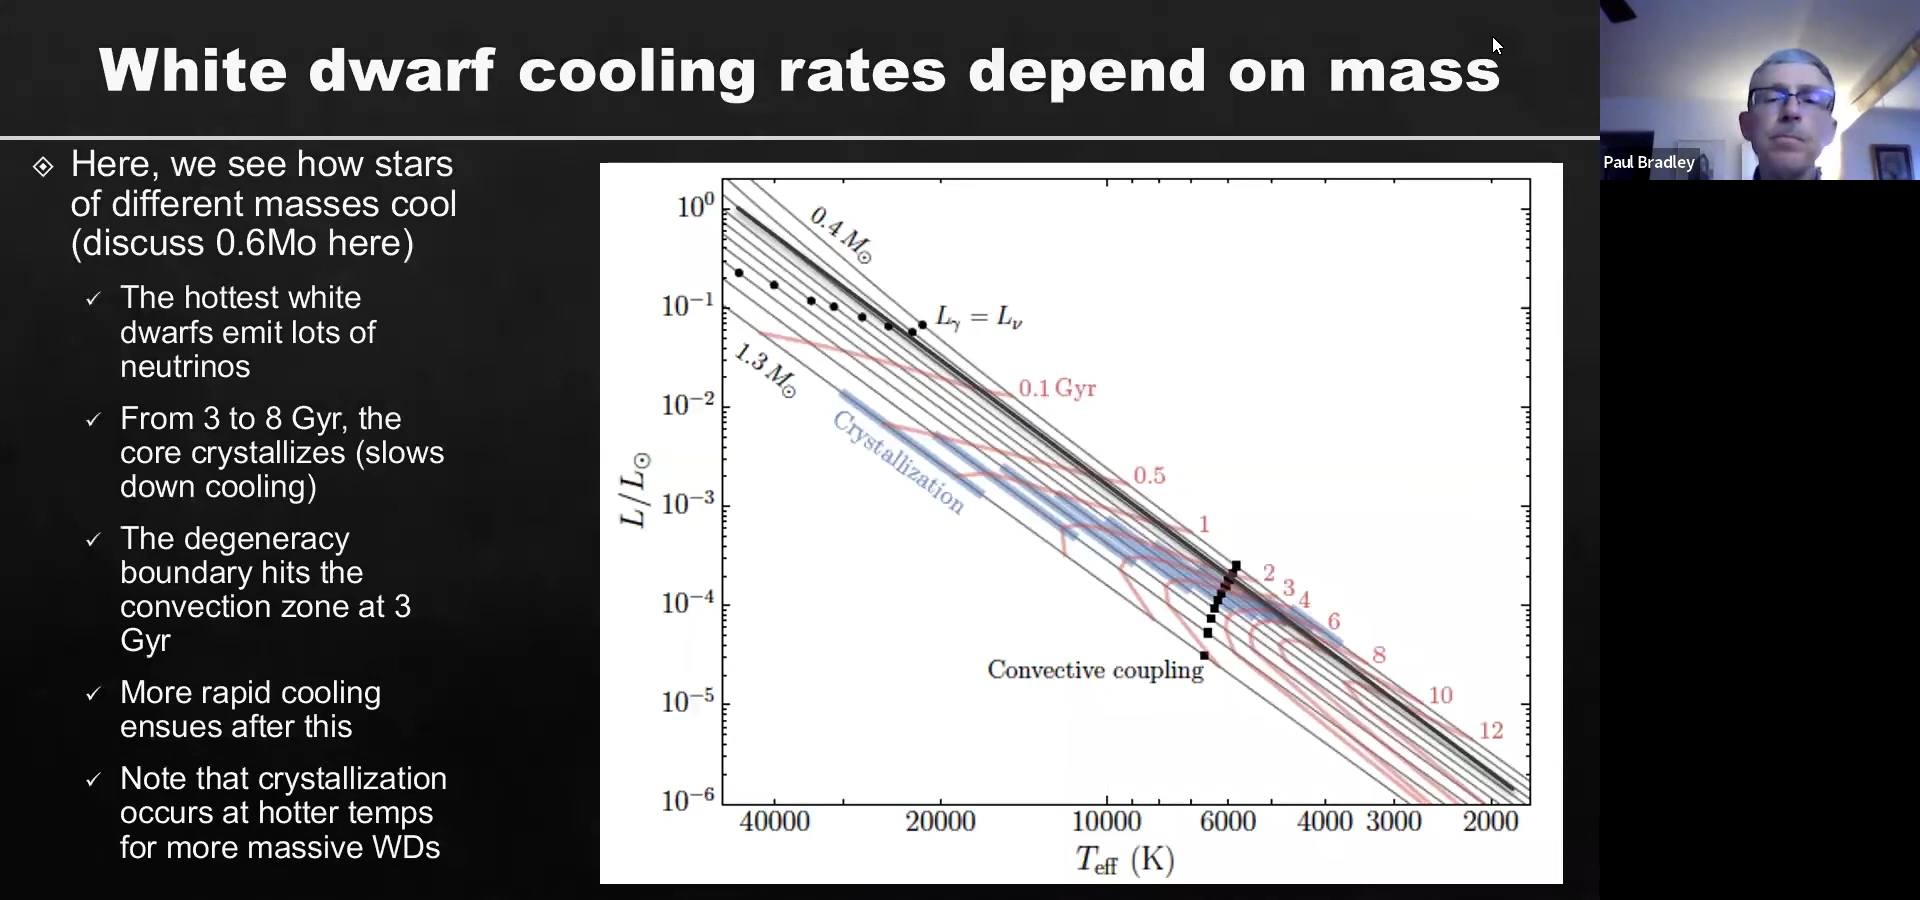 White dwarf cooling rates depend on mass
Here, we see how stars
of different masses cool
(discuss 0.6Mo here)
✓ The hottest white
dwarfs emit lots of
neutrinos
✓ From 3 to 8 Gyr, the
core crystallizes (slows
down cooling)
✓ The degeneracy
boundary hits the
convection zone at 3
Gyr
✓ More rapid cooling
ensues after this
✓ Note that crystallization
occurs at hotter temps
for more massive WDs
L/L⊙
10⁰
10⁻¹
10⁻²
10⁻³
10⁻⁴
10⁻⁵
10⁻⁶
0.4 M⊙
Lγ = Lν
1.3 M⊙
0.1 Gyr
Crystallization
0.5
1
2
3
4
6
8
10
12
Convective coupling
40000 20000 10000 6000 4000 3000 2000
Teff (K)
Paul Bradley